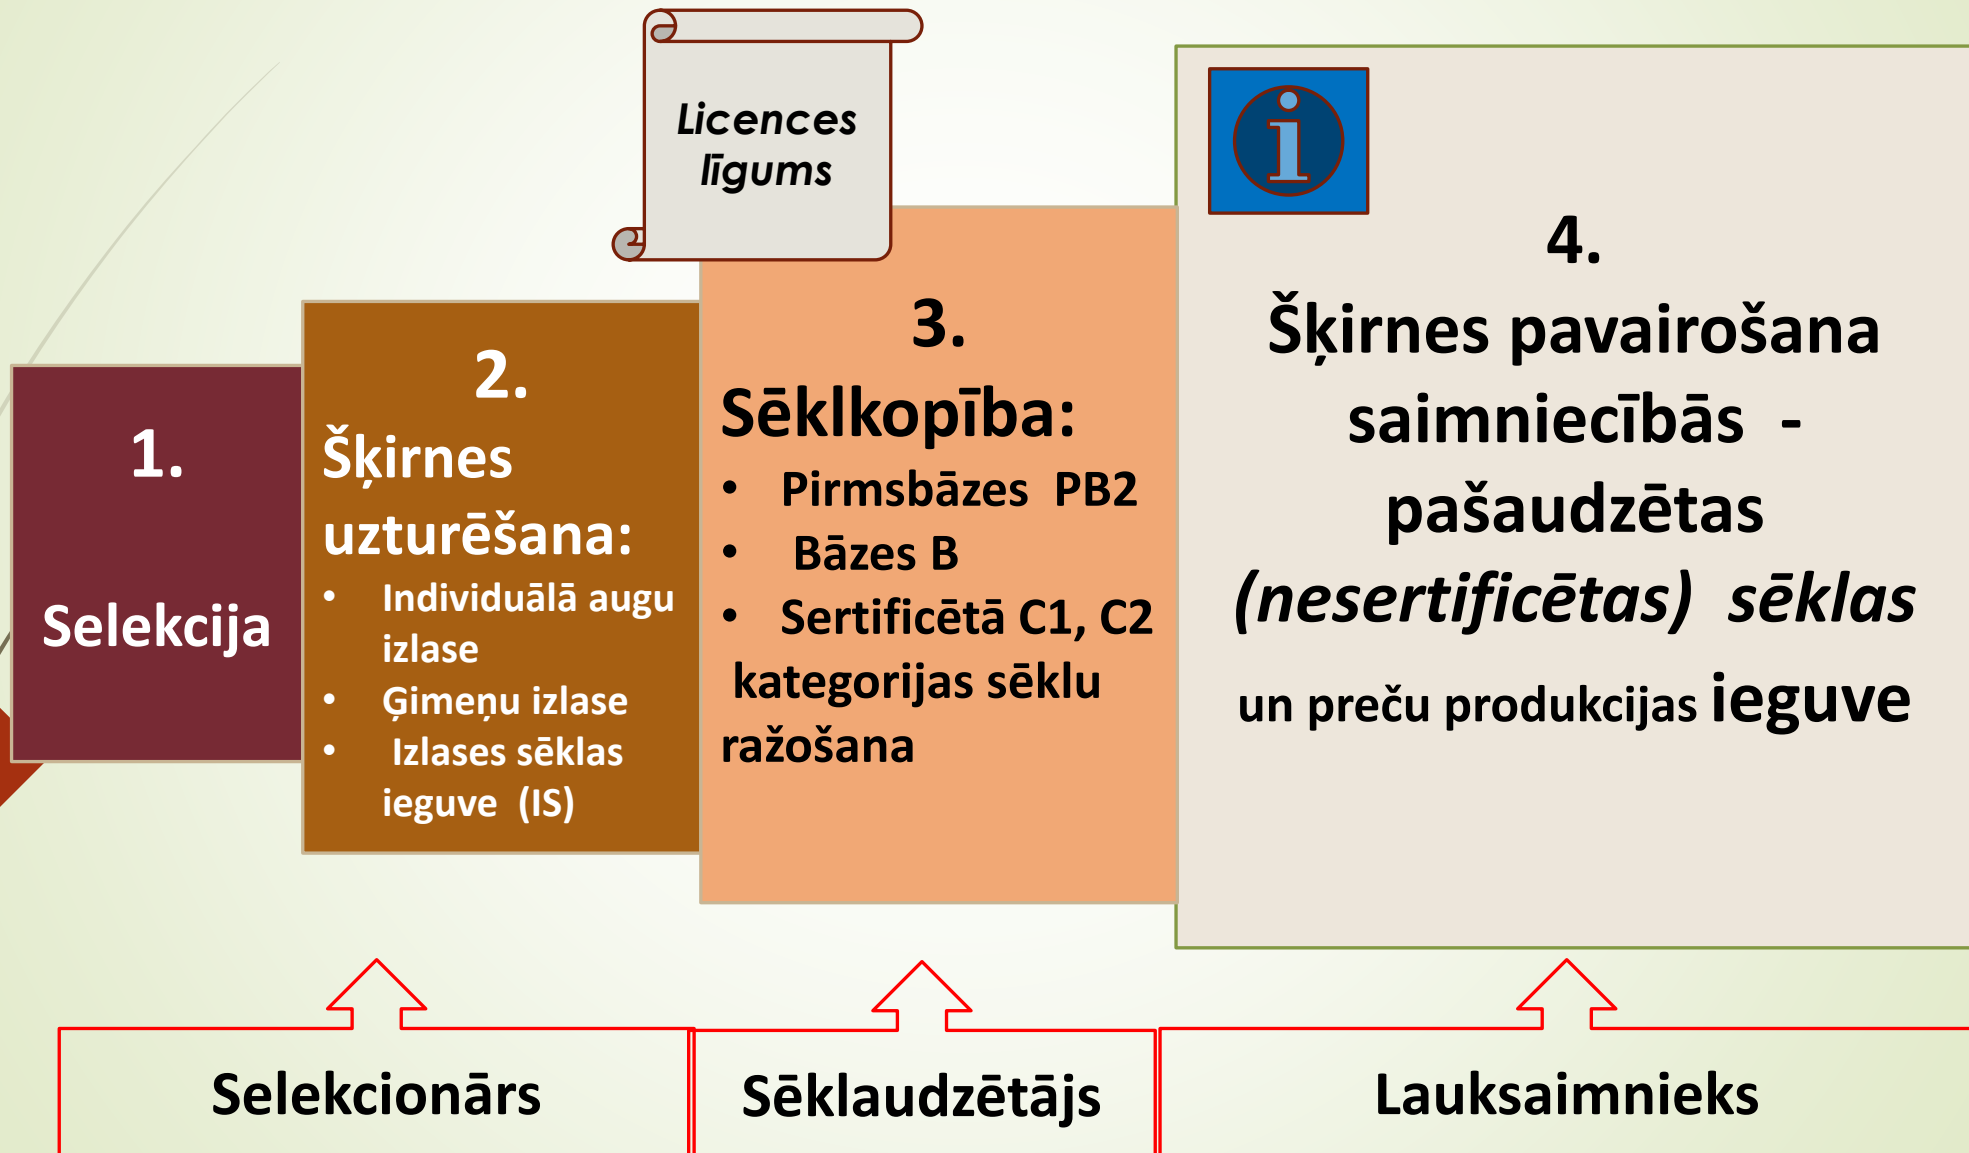 Licences
līgums
1.
Selekcija
2.
Šķirnes
uzturēšana:
• Individuālā augu
izlase
• Ģimeņu izlase
• Izlases sēklas
ieguve (IS)
3.
Sēklkopība:
• Pirmsbāzes PB2
• Bāzes B
• Sertificētā C1, C2
kategorijas sēklu
ražošana
i
4.
Šķirnes pavairošana
saimniecībās -
pašaudzētas
(nesertificētas) sēklas
un preču produkcijas ieguve
Selekcionārs
Sēklaudzētājs
Lauksaimnieks